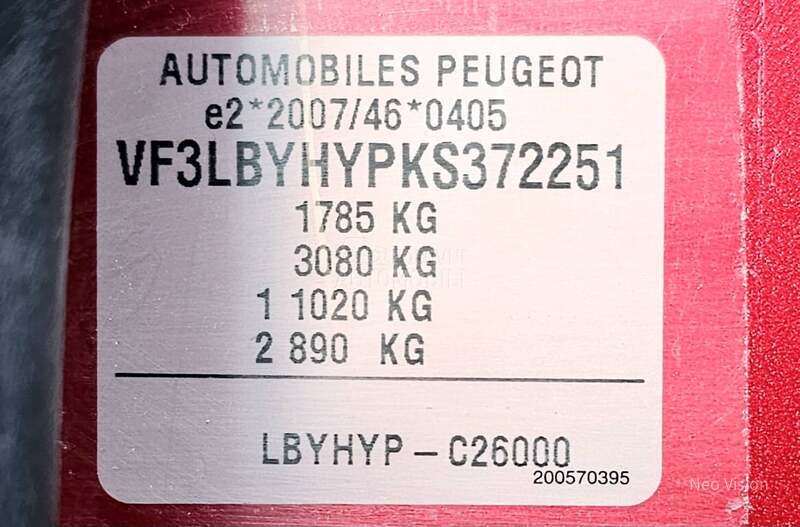 AUTOMOBILES PEUGEOT
e2*2007/46*0405
VF3LBYHYPKS372251
1785 KG
3080 KG
1 1020 KG
2 890 KG
LBYHYP - C26000
200570395
Neo Vision